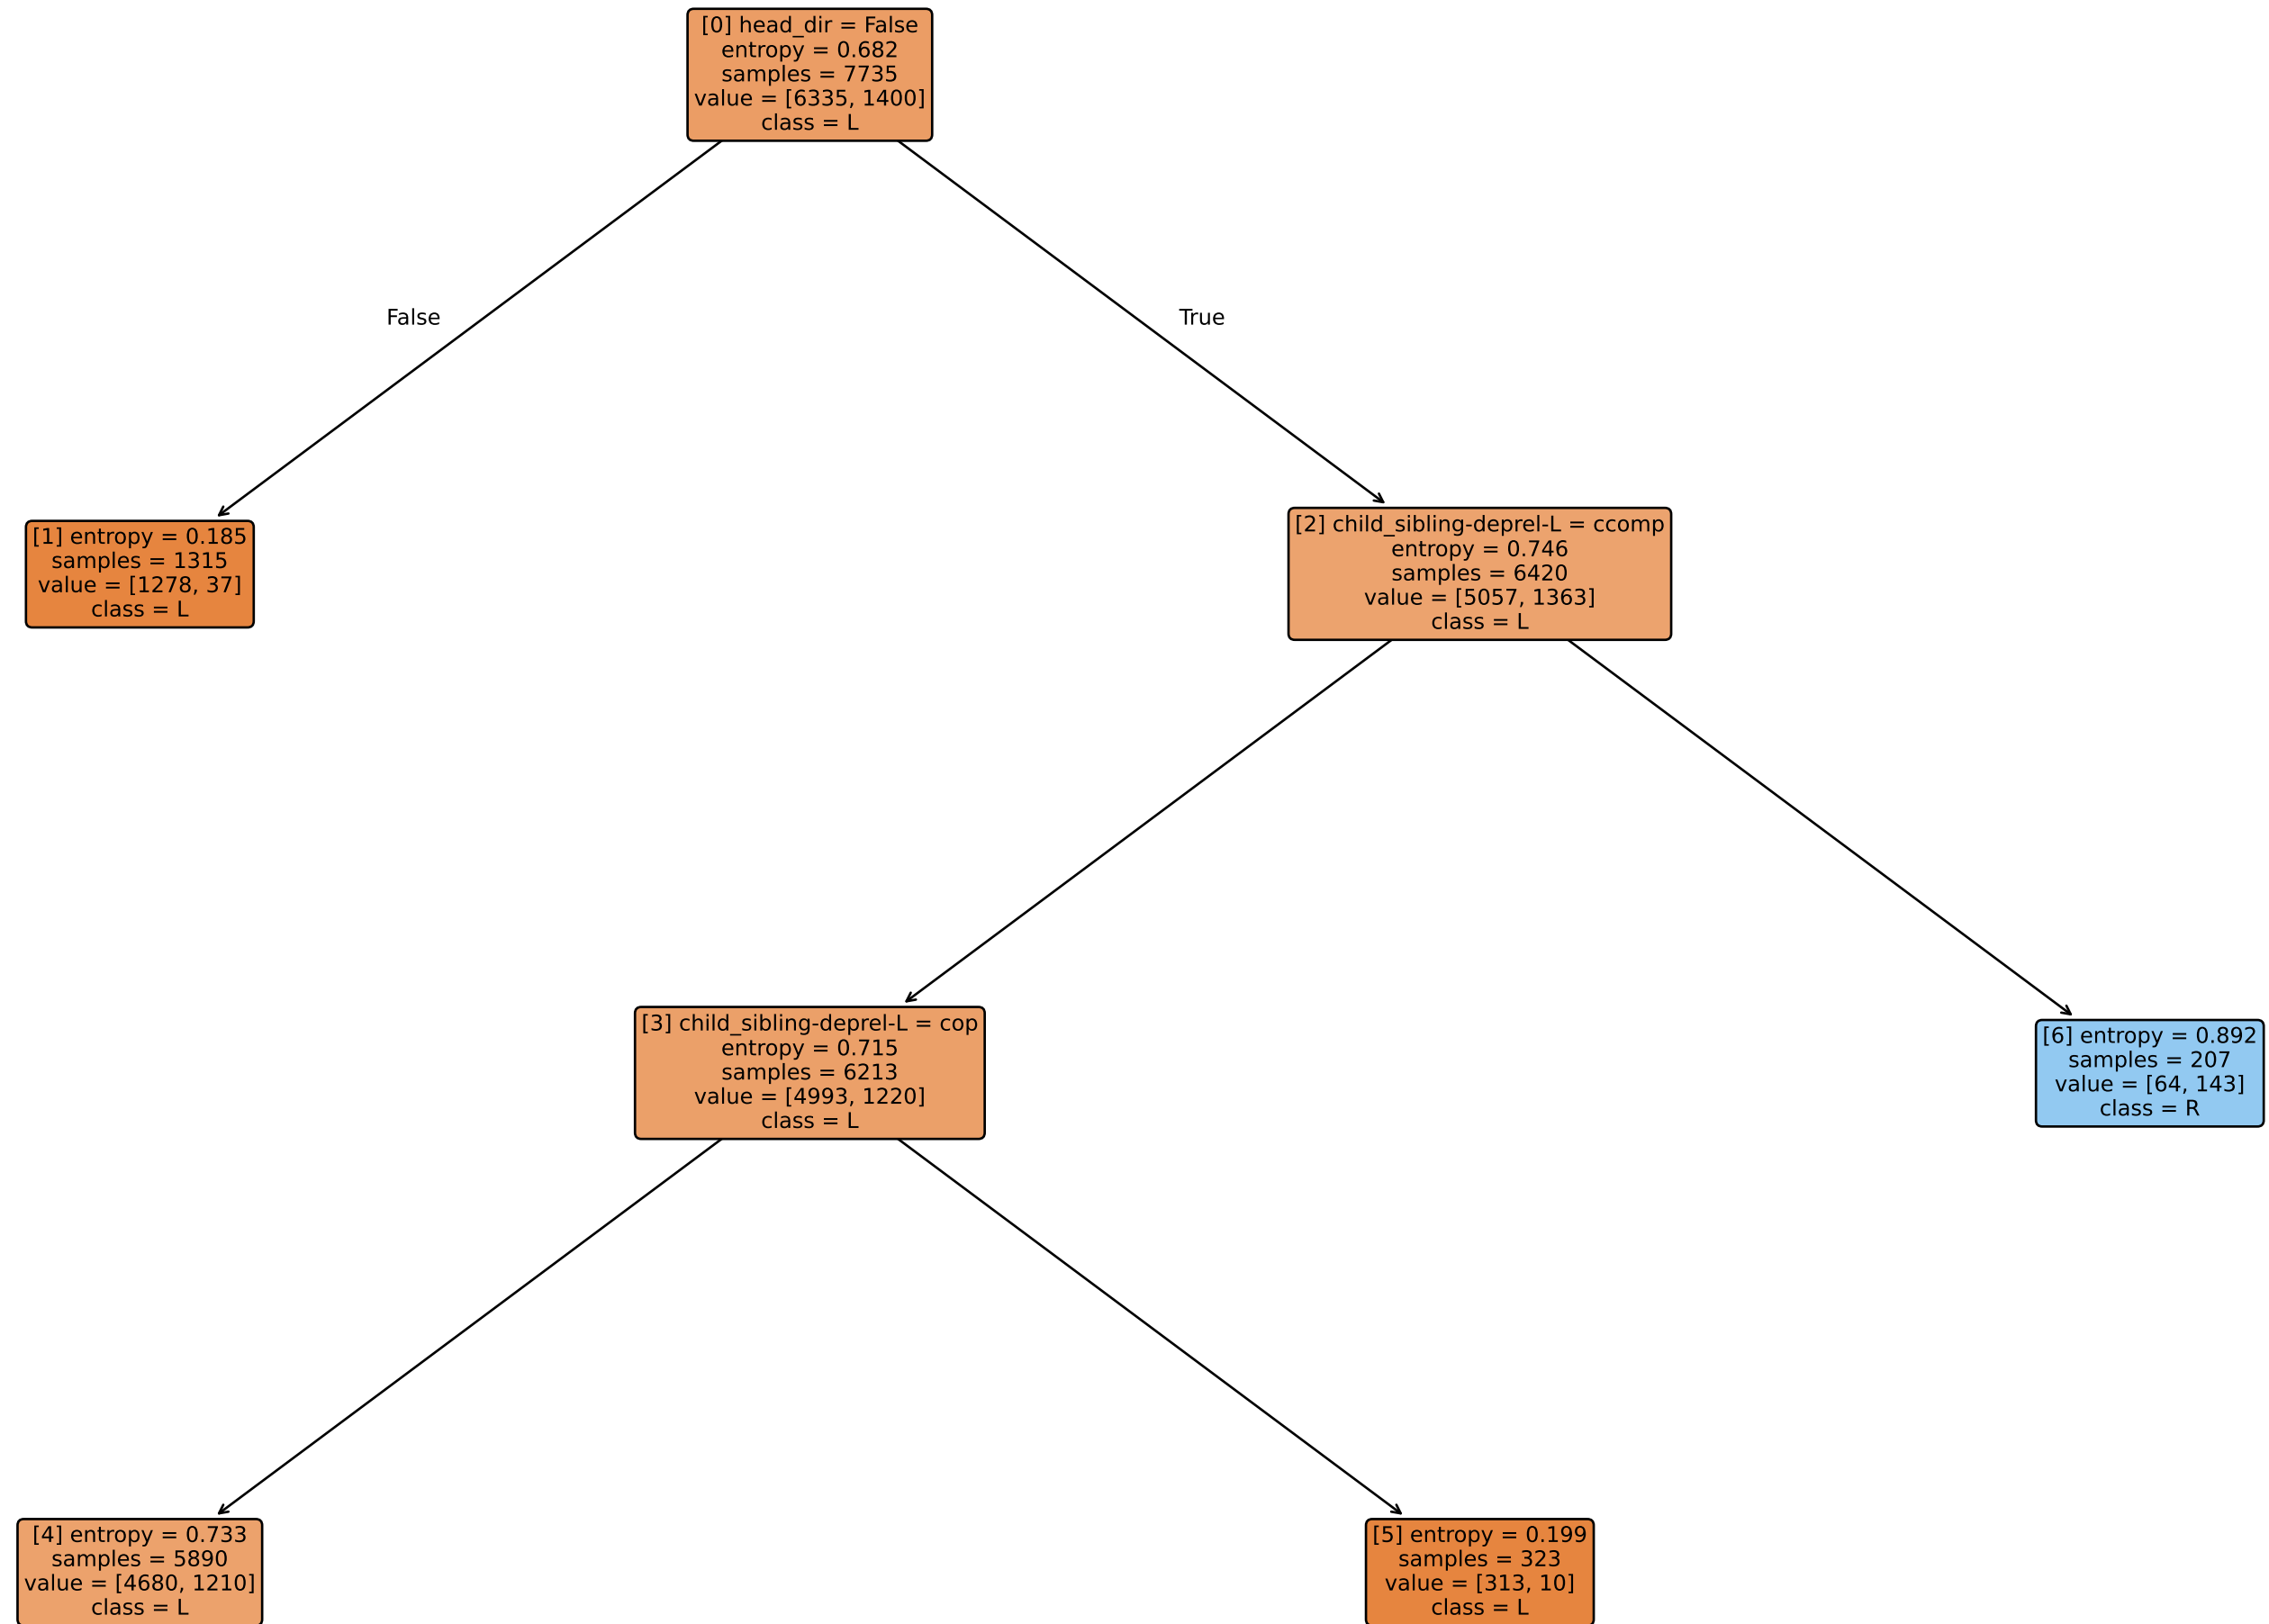 [0] head_dir = False
entropy = 0.682
samples = 7735
value = [6335, 1400]
class = L
False
True
[1] entropy = 0.185
samples = 1315
value = [1278, 37]
class = L
[2] child_sibling-deprel-L = ccomp
entropy = 0.746
samples = 6420
value = [5057, 1363]
class = L
[3] child_sibling-deprel-L = cop
entropy = 0.715
samples = 6213
value = [4993, 1220]
class = L
[6] entropy = 0.892
samples = 207
value = [64, 143]
class = R
[4] entropy = 0.733
samples = 5890
value = [4680, 1210]
class = L
[5] entropy = 0.199
samples = 323
value = [313, 10]
class = L